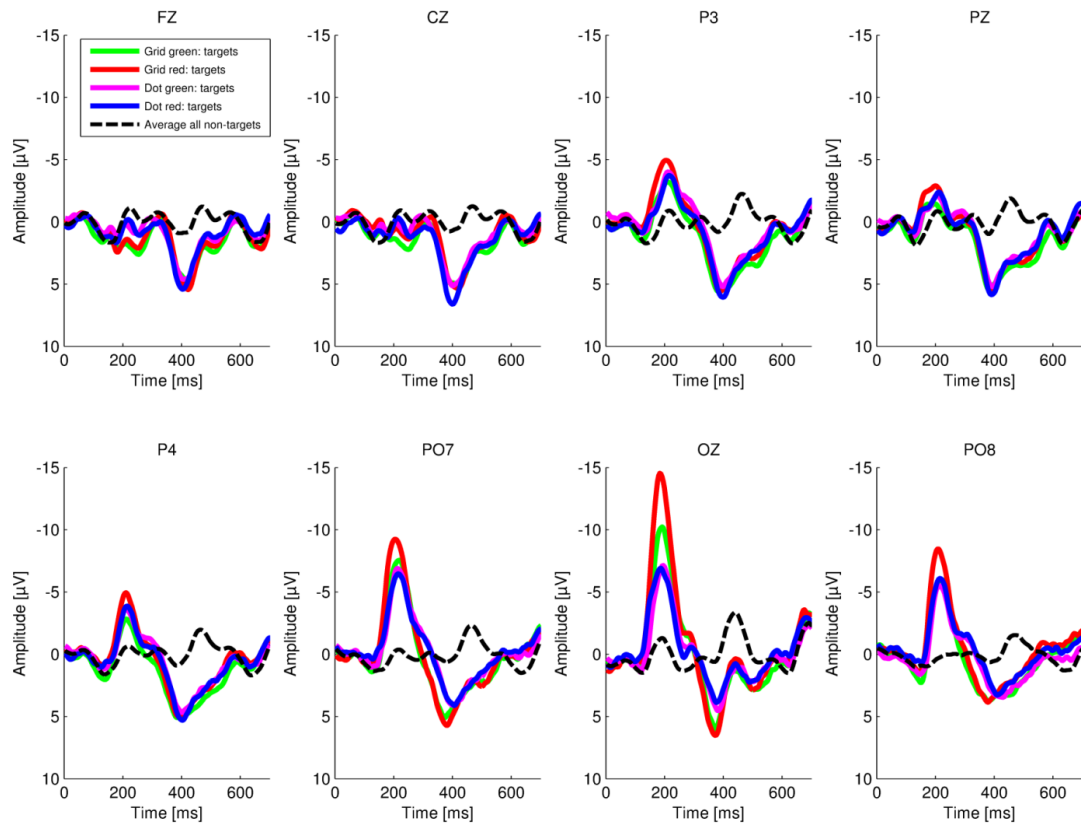 FZ
CZ
P3
PZ
-15
-10
-5
0
5
10
Amplitude [µV]
Grid green: targets
Grid red: targets
Dot green: targets
Dot red: targets
Average all non-targets
0 200 400 600
Time [ms]
-15
-10
-5
0
5
10
Amplitude [µV]
0 200 400 600
Time [ms]
-15
-10
-5
0
5
10
Amplitude [µV]
0 200 400 600
Time [ms]
-15
-10
-5
0
5
10
Amplitude [µV]
0 200 400 600
Time [ms]
P4
PO7
OZ
PO8
-15
-10
-5
0
5
10
Amplitude [µV]
0 200 400 600
Time [ms]
-15
-10
-5
0
5
10
Amplitude [µV]
0 200 400 600
Time [ms]
-15
-10
-5
0
5
10
Amplitude [µV]
0 200 400 600
Time [ms]
-15
-10
-5
0
5
10
Amplitude [µV]
0 200 400 600
Time [ms]